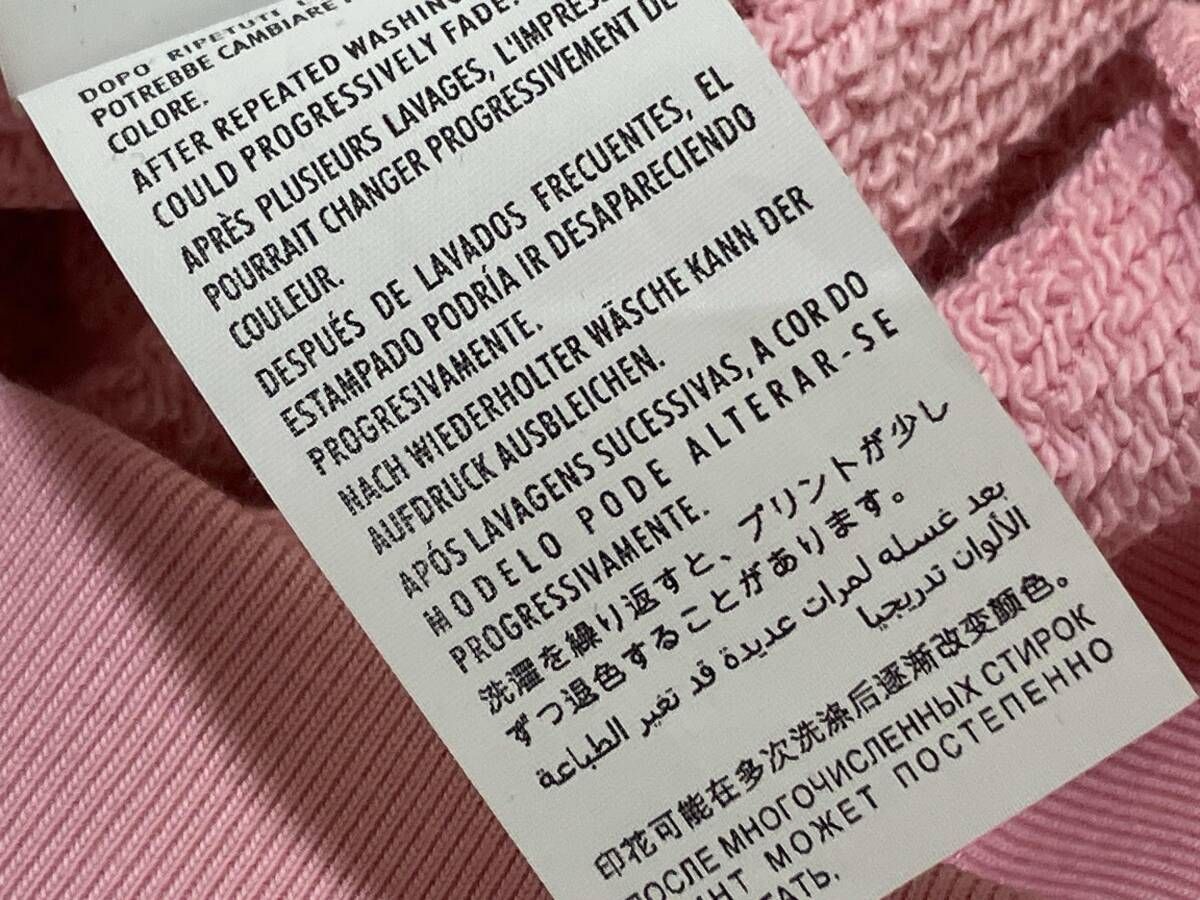 DOPO RIPETUTI
POTREBBE CAMBIARE
COLORE.
AFTER REPEATED WASHING
COULD PROGRESSIVELY FADE.
APRÈS PLUSIEURS LAVAGES, L'IMPRES
POURRAIT CHANGER PROGRESSIVEMENT DE
COULEUR.
DESPUÉS DE LAVADOS FRECUENTES, EL
ESTAMPADO PODRÍA IR DESAPARECIENDO
PROGRESIVAMENTE.
NACH WIEDERHOLTER WÄSCHE KANN DER
AUFDRUCK AUSBLEICHEN.
APÓS LAVAGENS SUCESSIVAS, A COR DO
MODELO PODE ALTERAR-SE
PROGRESSIVAMENTE.
洗濯を繰り返すと、プリントが少し
ずつ退色することがあります。
بعد غسله لمرات عديدة قد تغير الطباعة
الألوان تدريجيا
印花可能在多次洗涤后逐渐改变颜色。
ПОСЛЕ МНОГОЧИСЛЕННЫХ СТИРОК
НТ МОЖЕТ ПОСТЕПЕННО